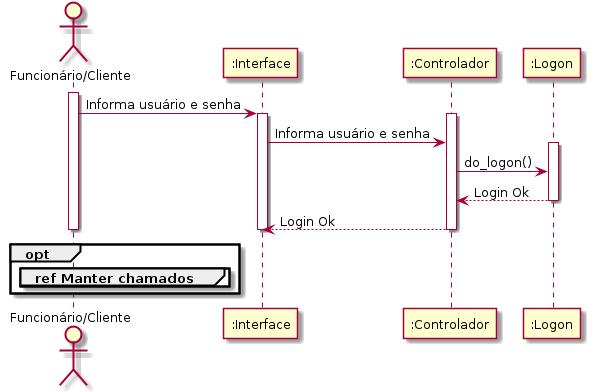 Funcionário/Cliente
:Interface
:Controlador
:Logon
Informa usuário e senha
Informa usuário e senha
do_logon()
Login Ok
Login Ok
opt
ref Manter chamados
Funcionário/Cliente
:Interface
:Controlador
:Logon